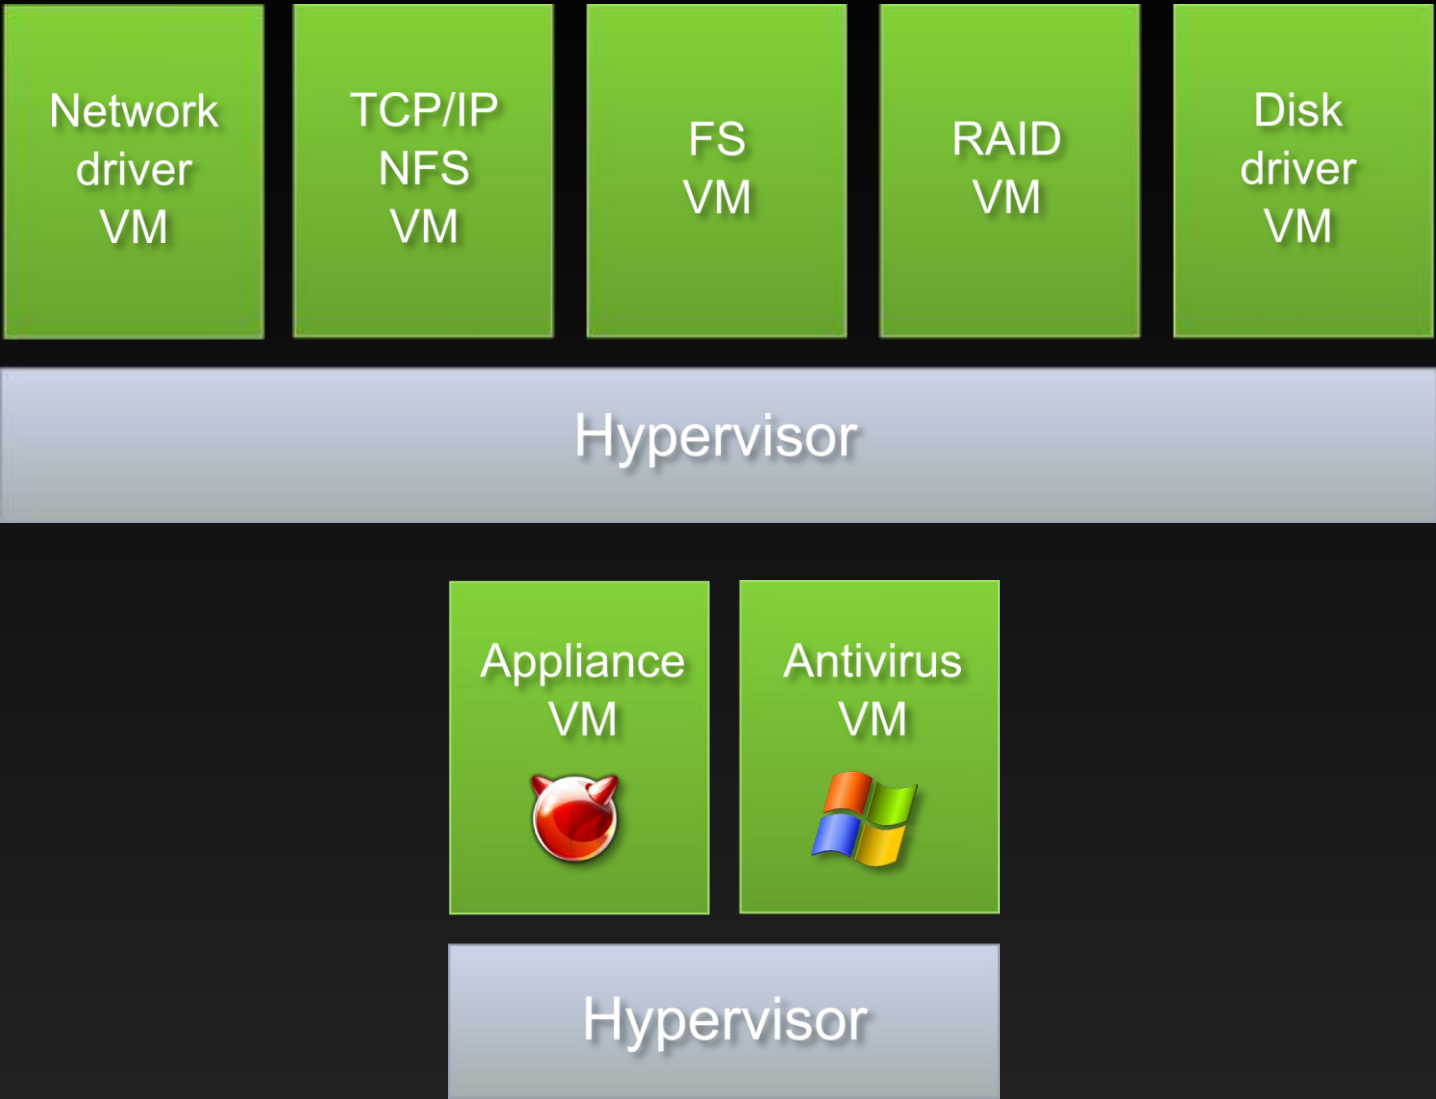 Network
driver
VM
TCP/IP
NFS
VM
FS
VM
RAID
VM
Disk
driver
VM
Hypervisor
Appliance
VM
Antivirus
VM
Hypervisor